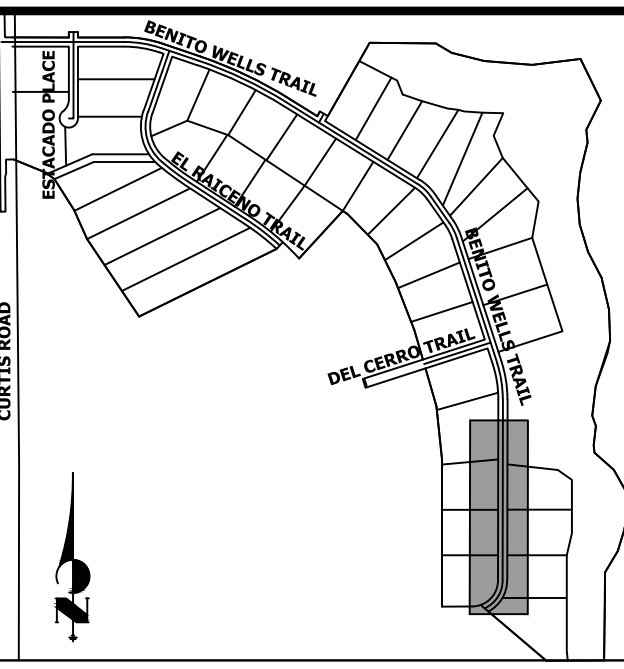 BENITO WELLS TRAIL
ESTACADO PLACE
EL RAICENO TRAIL
BENITO WELLS TRAIL
DEL CERRO TRAIL
CURTIS ROAD
N